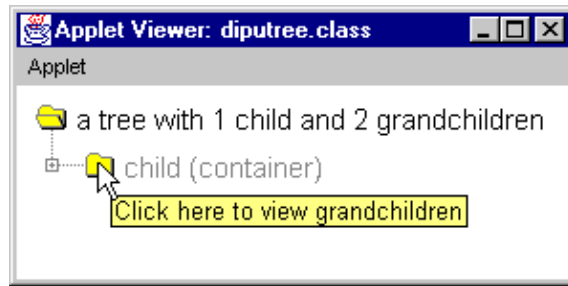 Applet Viewer: diputree.class
Applet
a tree with 1 child and 2 grandchildren
child (container)
Click here to view grandchildren